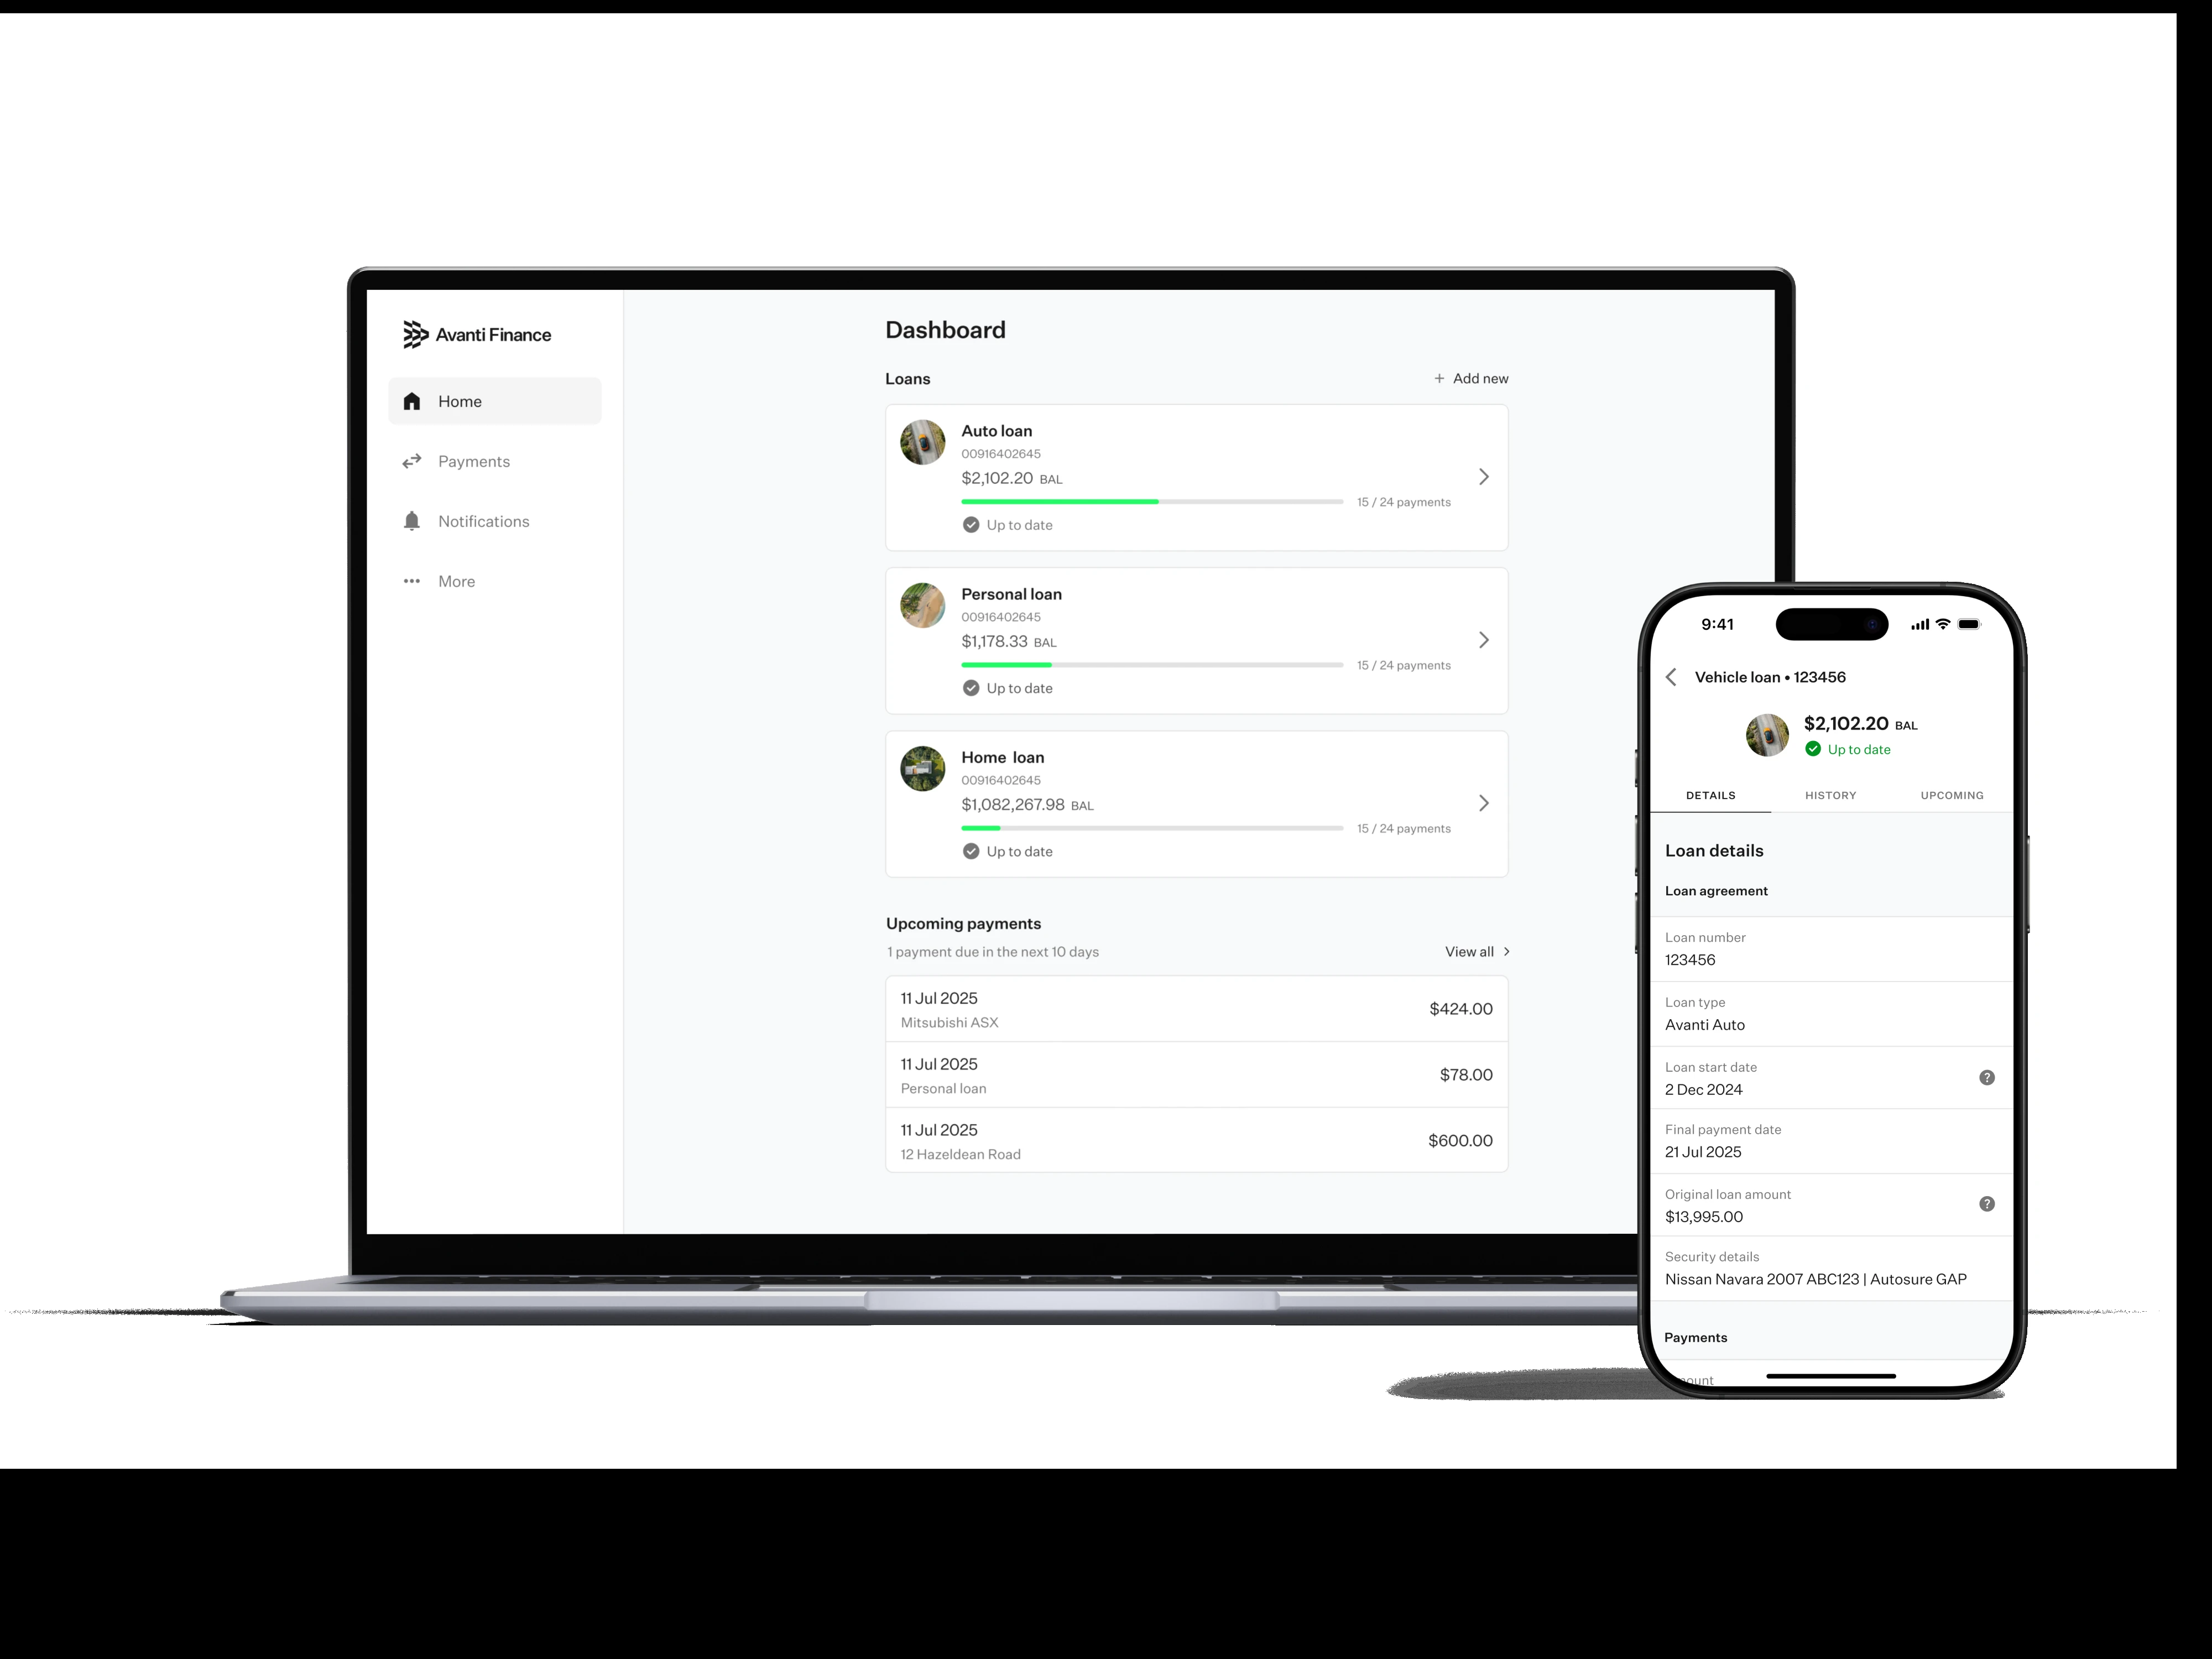 Avanti Finance
Home
Payments
Notifications
More
Dashboard
Loans
+ Add new
Auto loan
00916402645
$2,102.20 BAL
15 / 24 payments
Up to date
Personal loan
00916402645
$1,178.33 BAL
15 / 24 payments
Up to date
Home loan
00916402645
$1,082,267.98 BAL
15 / 24 payments
Up to date
Upcoming payments
1 payment due in the next 10 days
View all
11 Jul 2025
Mitsubishi ASX
$424.00
11 Jul 2025
Personal loan
$78.00
11 Jul 2025
12 Hazeldean Road
$600.00
9:41
Vehicle loan • 123456
$2,102.20 BAL
Up to date
DETAILS HISTORY UPCOMING
Loan details
Loan agreement
Loan number
123456
Loan type
Avanti Auto
Loan start date
2 Dec 2024
Final payment date
21 Jul 2025
Original loan amount
$13,995.00
Security details
Nissan Navara 2007 ABC123 | Autosure GAP
Payments